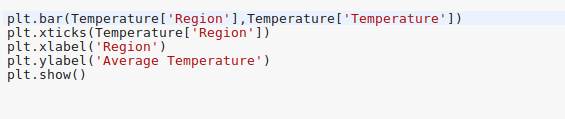 plt.bar(Temperature['Region'],Temperature['Temperature'])
plt.xticks(Temperature['Region'])
plt.xlabel('Region')
plt.ylabel('Average Temperature')
plt.show()